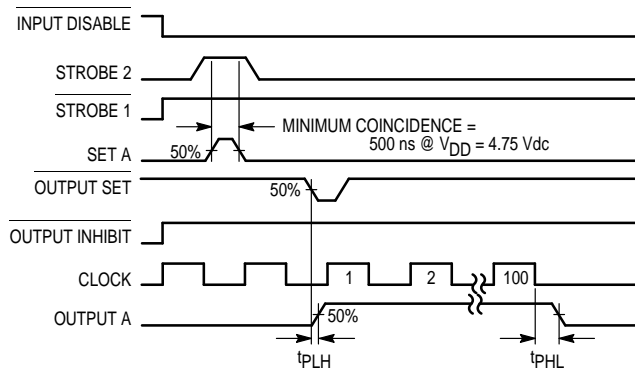 INPUT DISABLE
STROBE 2
STROBE 1
MINIMUM COINCIDENCE =
500 ns @ VDD = 4.75 Vdc
SET A
50%
OUTPUT SET
50%
OUTPUT INHIBIT
CLOCK
1
2
100
OUTPUT A
50%
tPLH
tPHL